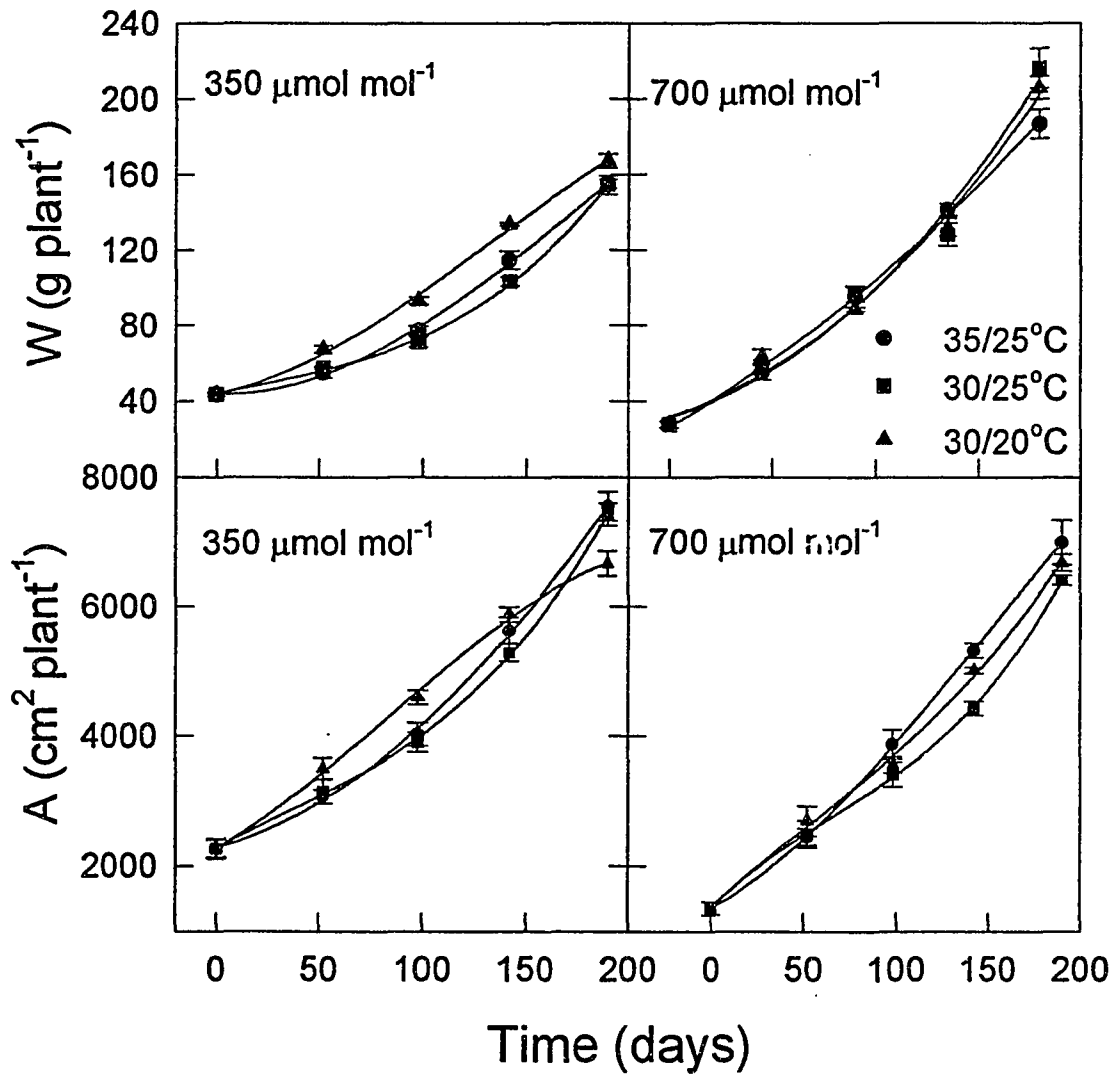 240
200
160
120
80
40
W (g plant⁻¹)
350 μmol mol⁻¹
700 μmol mol⁻¹
35/25°C
30/25°C
30/20°C
8000
6000
4000
2000
A (cm² plant⁻¹)
350 μmol mol⁻¹
700 μmol mol⁻¹
0 50 100 150 200
0 50 100 150 200
Time (days)